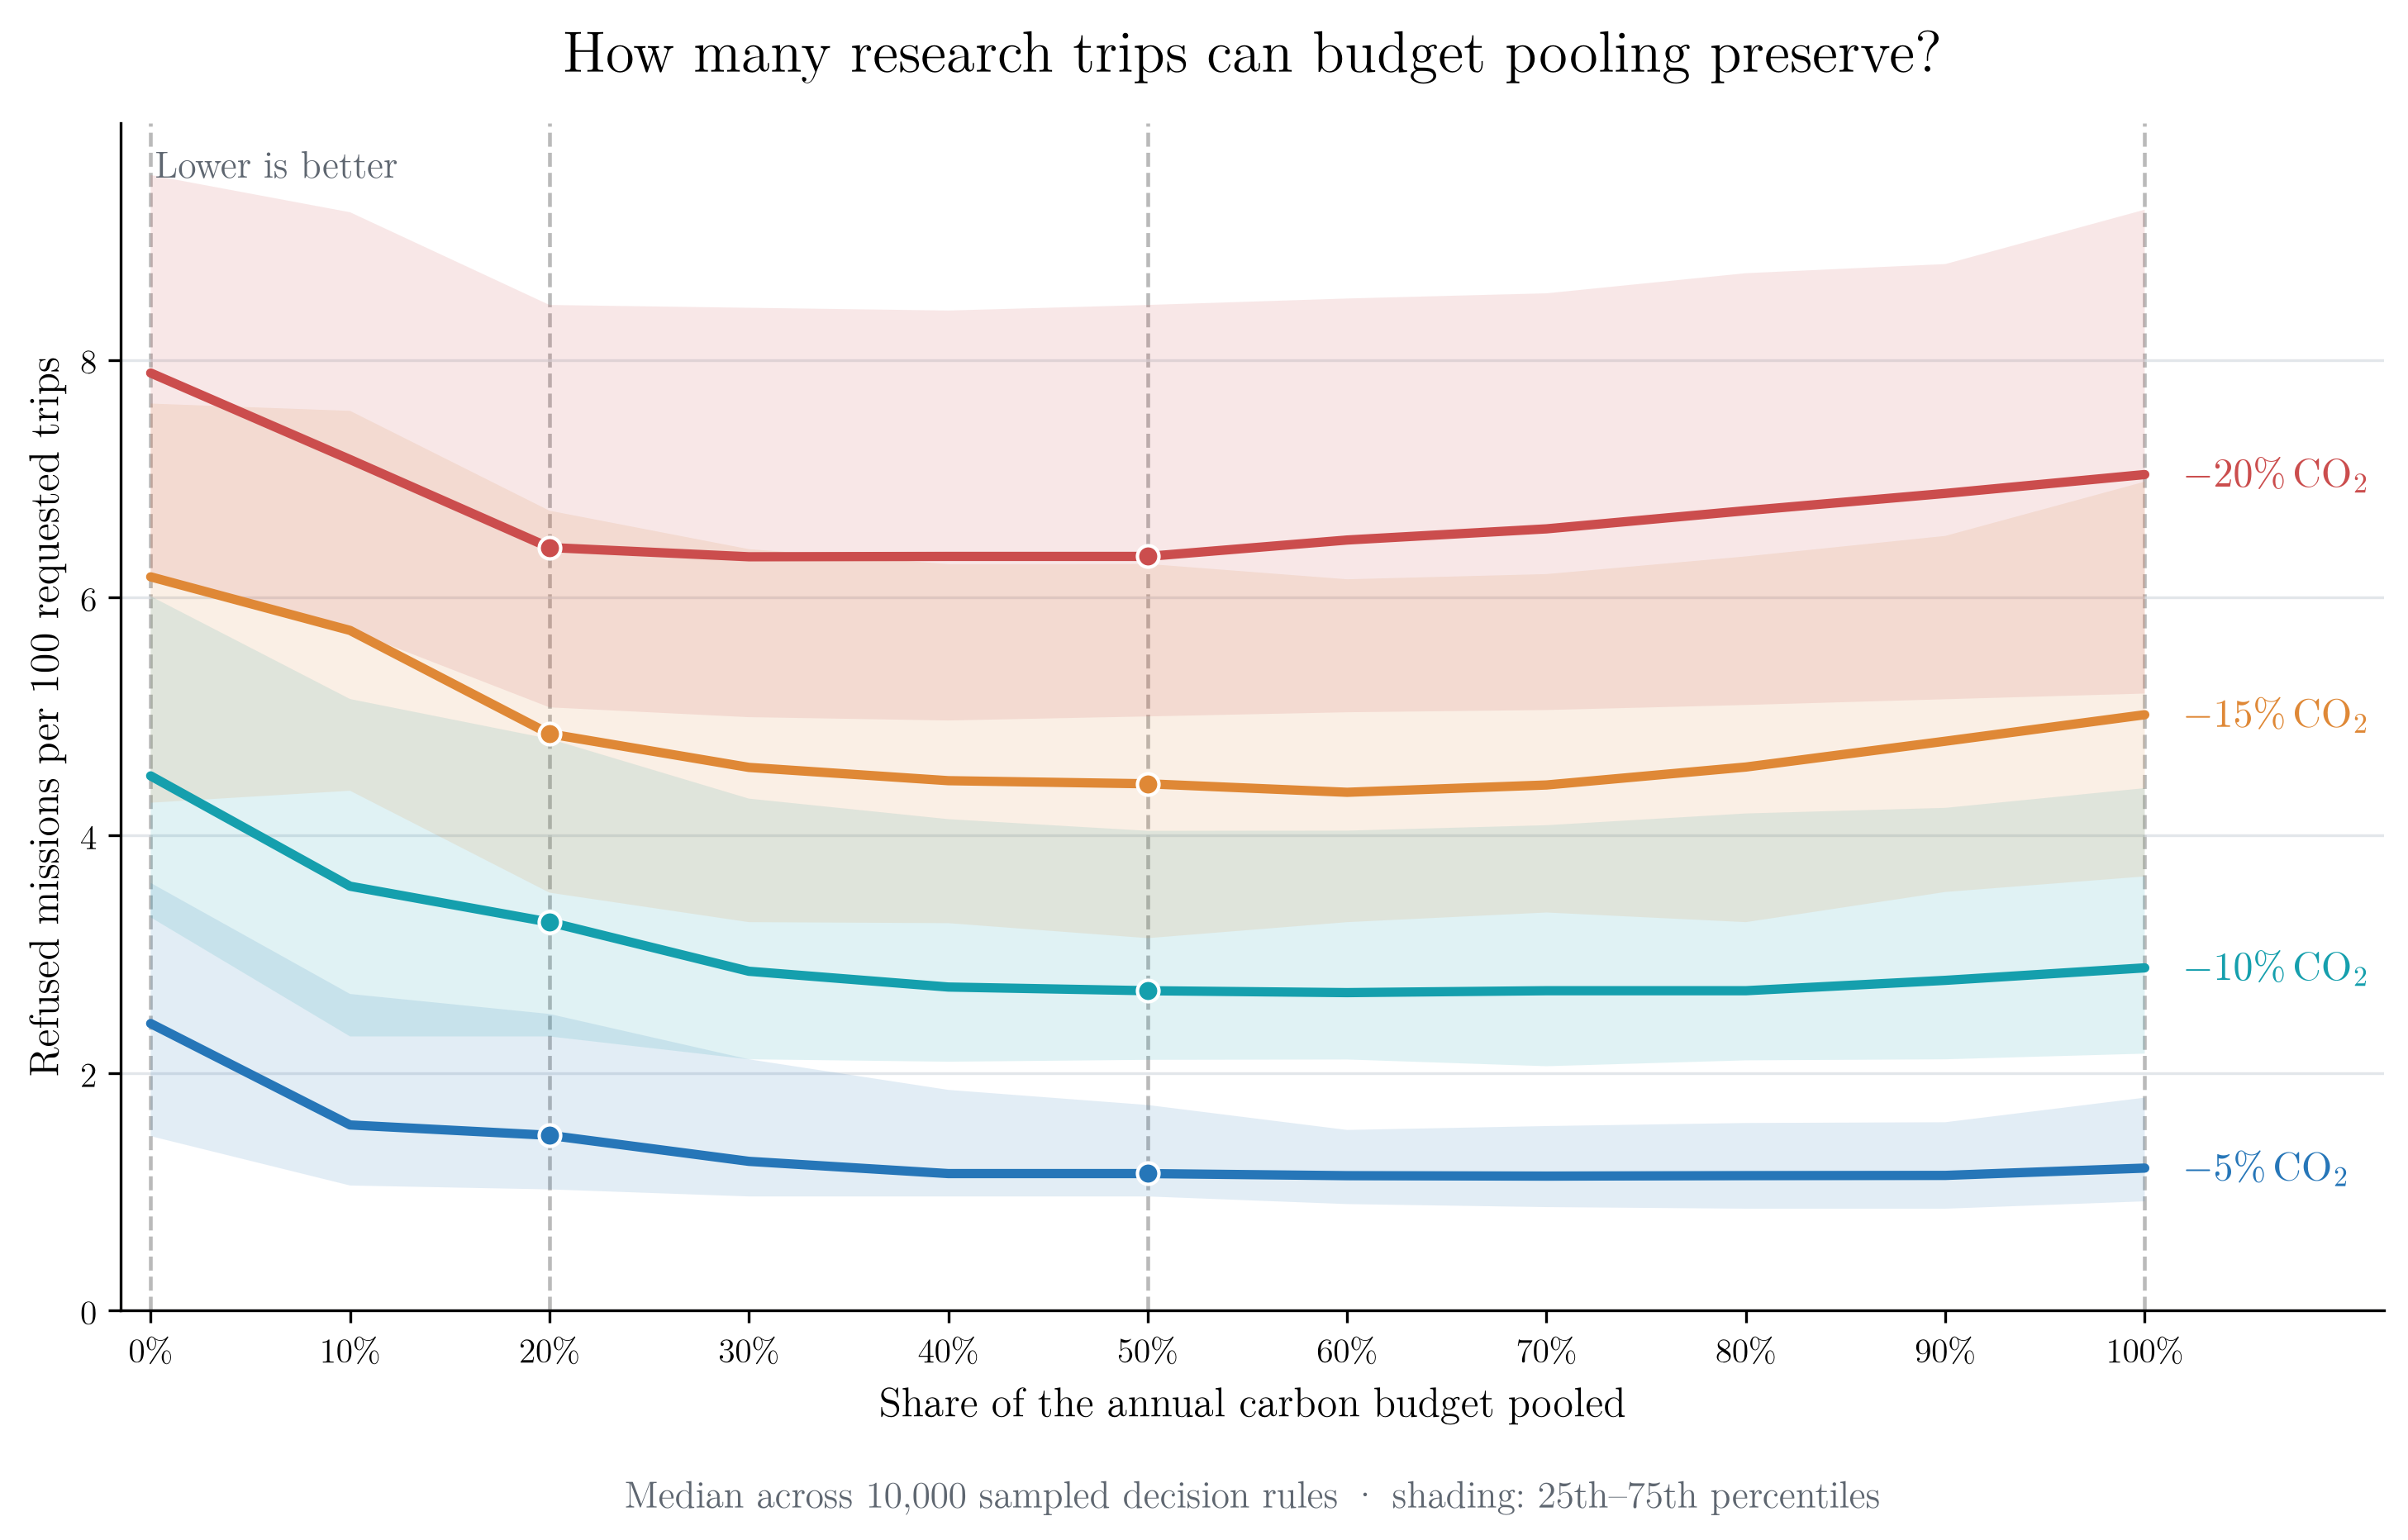 How many research trips can budget pooling preserve?
Lower is better
Refused missions per 100 requested trips
8
6
4
2
0
−20% CO₂
−15% CO₂
−10% CO₂
−5% CO₂
0% 10% 20% 30% 40% 50% 60% 70% 80% 90% 100%
Share of the annual carbon budget pooled
Median across 10,000 sampled decision rules · shading: 25th–75th percentiles